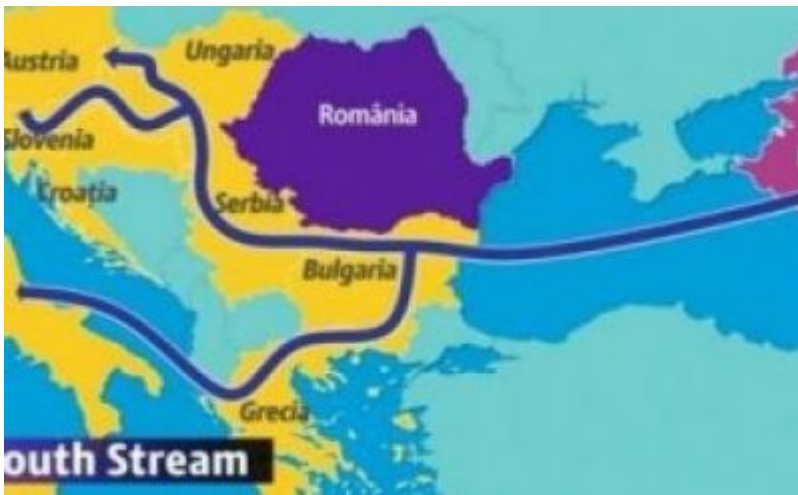 Ungaria
Austria
România
Slovenia
Croația
Serbia
Bulgaria
Grecia
outh Stream